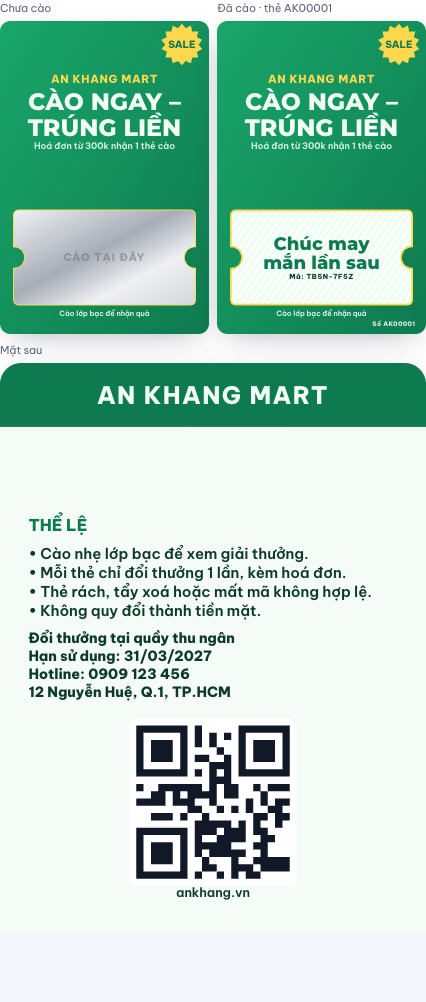 Chưa cào
SALE
AN KHANG MART
CÀO NGAY –
TRÚNG LIỀN
Hoá đơn từ 300k nhận 1 thẻ cào
CÀO TẠI ĐÂY
Cào lớp bạc để nhận quà
Đã cào · thẻ AK00001
SALE
AN KHANG MART
CÀO NGAY –
TRÚNG LIỀN
Hoá đơn từ 300k nhận 1 thẻ cào
Chúc may
mắn lần sau
Mã: TB5N-7F5Z
Cào lớp bạc để nhận quà
Số AK00001
Mặt sau
AN KHANG MART
THỂ LỆ
• Cào nhẹ lớp bạc để xem giải thưởng.
• Mỗi thẻ chỉ đổi thưởng 1 lần, kèm hoá đơn.
• Thẻ rách, tẩy xoá hoặc mất mã không hợp lệ.
• Không quy đổi thành tiền mặt.
Đổi thưởng tại quầy thu ngân
Hạn sử dụng: 31/03/2027
Hotline: 0909 123 456
12 Nguyễn Huệ, Q.1, TP.HCM
ankhang.vn